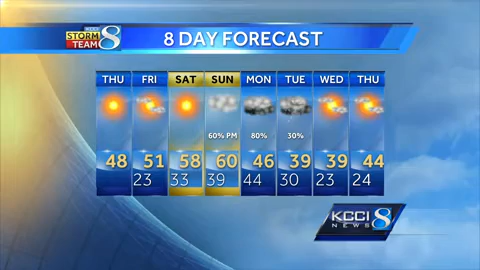 KCCI
STORM
TEAM 8
8 DAY FORECAST
THU FRI SAT SUN MON TUE WED THU
60% PM 80% 30%
48 51 58 60 46 39 39 44
23 33 39 44 30 23 24
KCCI 8
NEWS